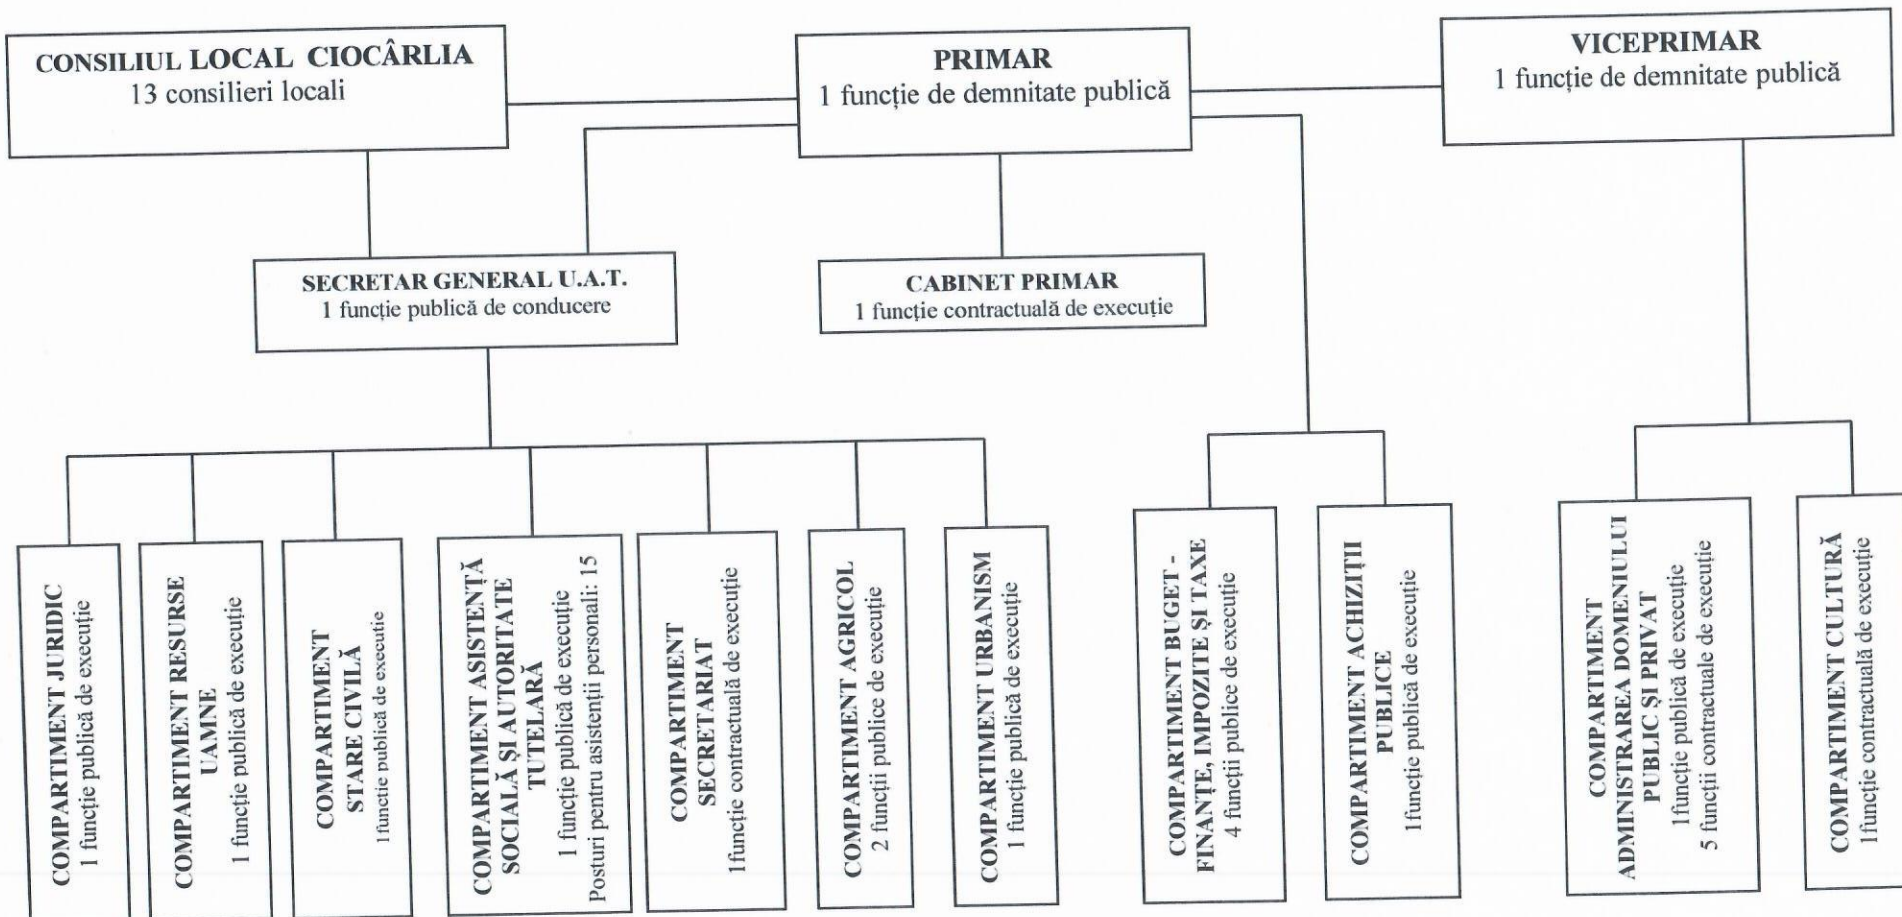 CONSILIUL LOCAL CIOCÂRLIA
13 consilieri locali
PRIMAR
1 funcție de demnitate publică
VICEPRIMAR
1 funcție de demnitate publică
SECRETAR GENERAL U.A.T.
1 funcție publică de conducere
CABINET PRIMAR
1 funcție contractuală de execuție
COMPARTIMENT JURIDIC
1 funcție publică de execuție
COMPARTIMENT RESURSE
UAMNE
1 funcție publică de execuție
COMPARTIMENT
STARE CIVILĂ
1functie publică de executie
COMPARTIMENT ASISTENȚĂ
SOCIALĂ ȘI AUTORITATE
TUTELARĂ
1 funcție publică de execuție
Posturi pentru asistenții personali: 15
COMPARTIMENT
SECRETARIAT
1funcție contractuală de execuție
COMPARTIMENT AGRICOL
2 funcții publice de execuție
COMPARTIMENT URBANISM
1 funcție publică de execuție
COMPARTIMENT BUGET -
FINANȚE, IMPOZITE ȘI TAXE
4 funcții publice de execuție
COMPARTIMENT ACHIZIȚII
PUBLICE
1funcție publică de execuție
COMPARTIMENT
ADMINISTRAREA DOMENIULUI
PUBLIC ȘI PRIVAT
1funcție publică de execuție
5 funcții contractuale de execuție
COMPARTIMENT CULTURĂ
1funcție contractuală de execuție